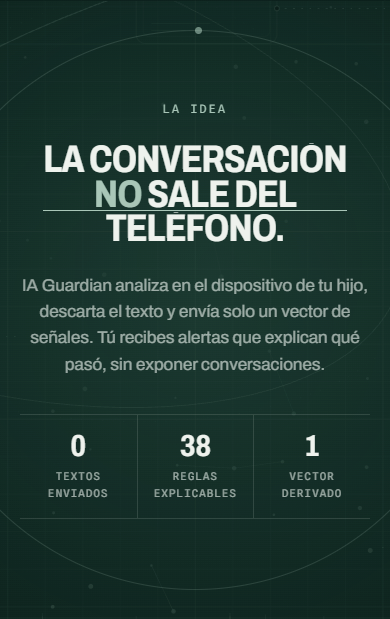 LA IDEA
LA CONVERSACIÓN
NO SALE DEL
TELÉFONO.
IA Guardian analiza en el dispositivo de tu hijo,
descarta el texto y envía solo un vector de
señales. Tú recibes alertas que explican qué
pasó, sin exponer conversaciones.
0
TEXTOS
ENVIADOS
38
REGLAS
EXPLICABLES
1
VECTOR
DERIVADO